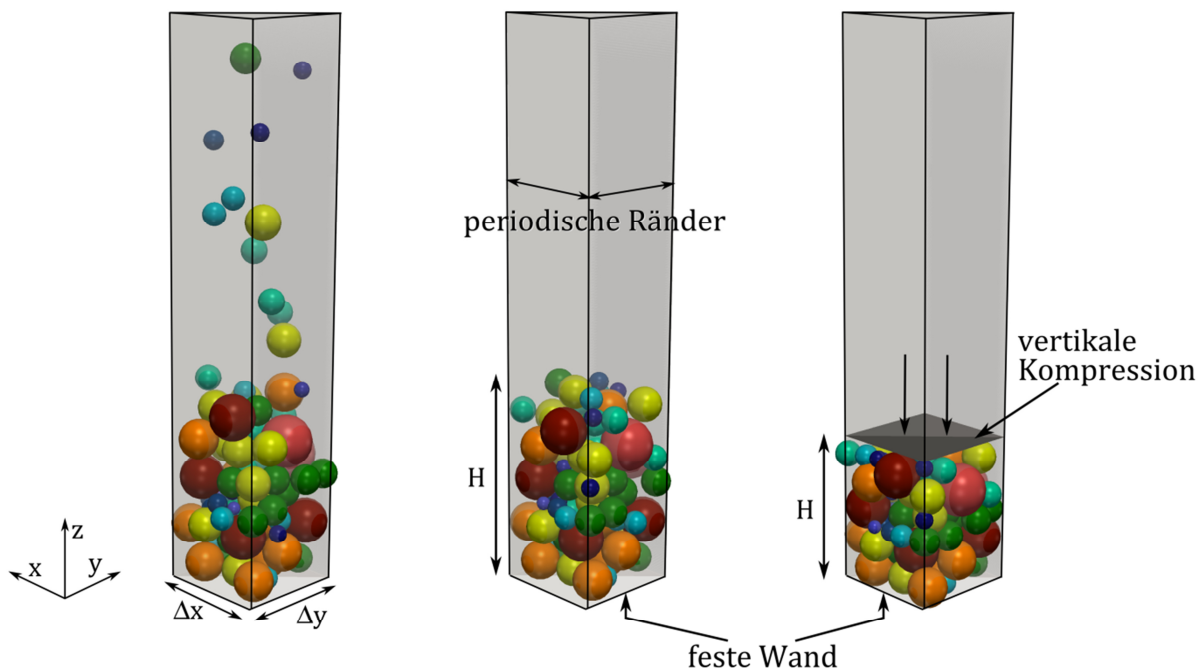 periodische Ränder
vertikale
Kompression
H
H
z
x
y
Δx
Δy
feste Wand